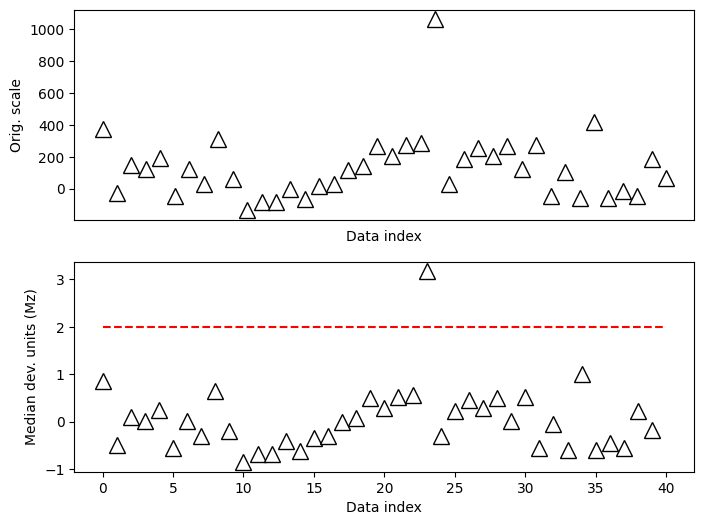 1000
800
600
400
200
0
Orig. scale
Data index
3
2
1
0
−1
Median dev. units (Mz)
0 5 10 15 20 25 30 35 40
Data index